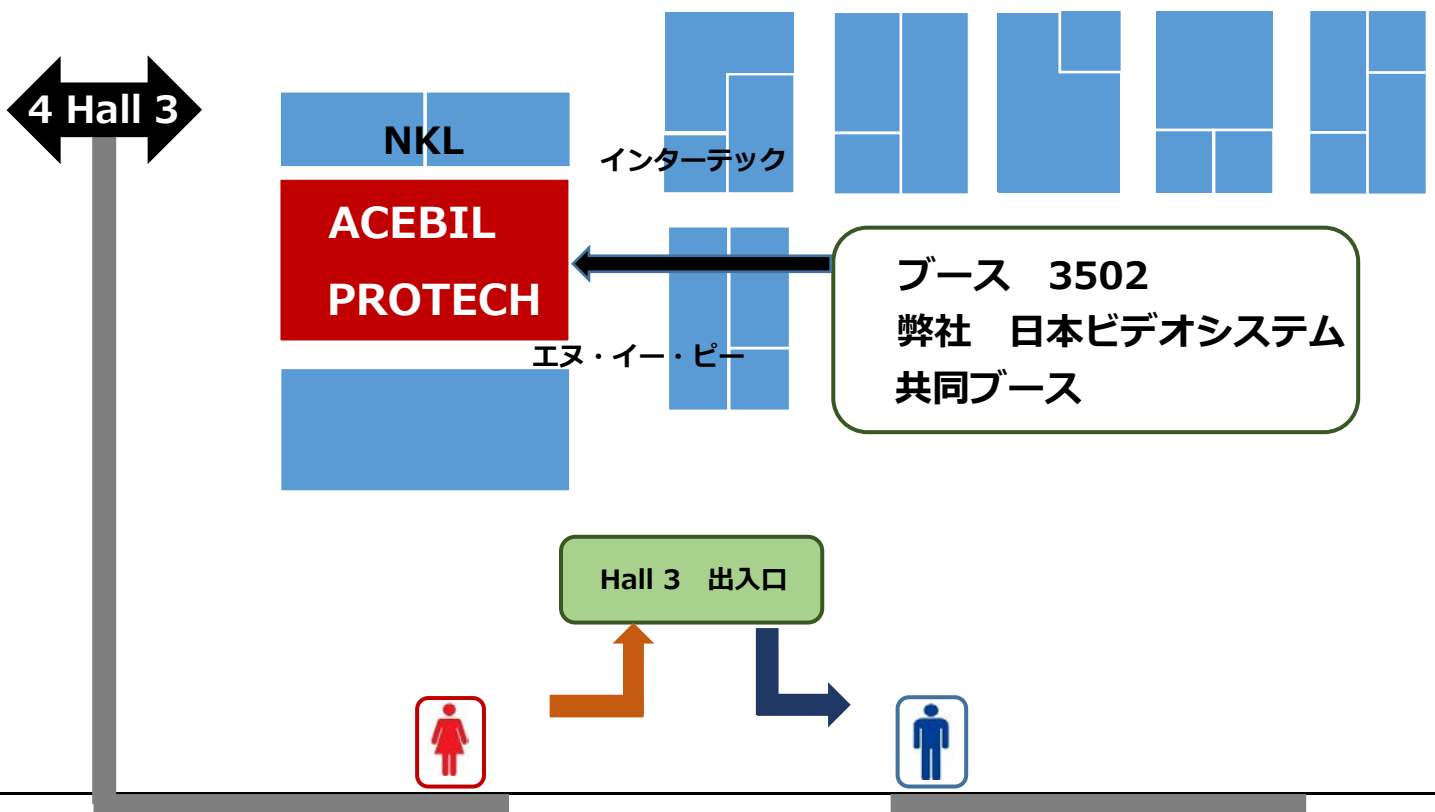 4 Hall 3
NKL
インターテック
ACEBIL
PROTECH
ブース　3502
弊社　日本ビデオシステム
共同ブース
エヌ・イー・ピー
Hall 3　出入口